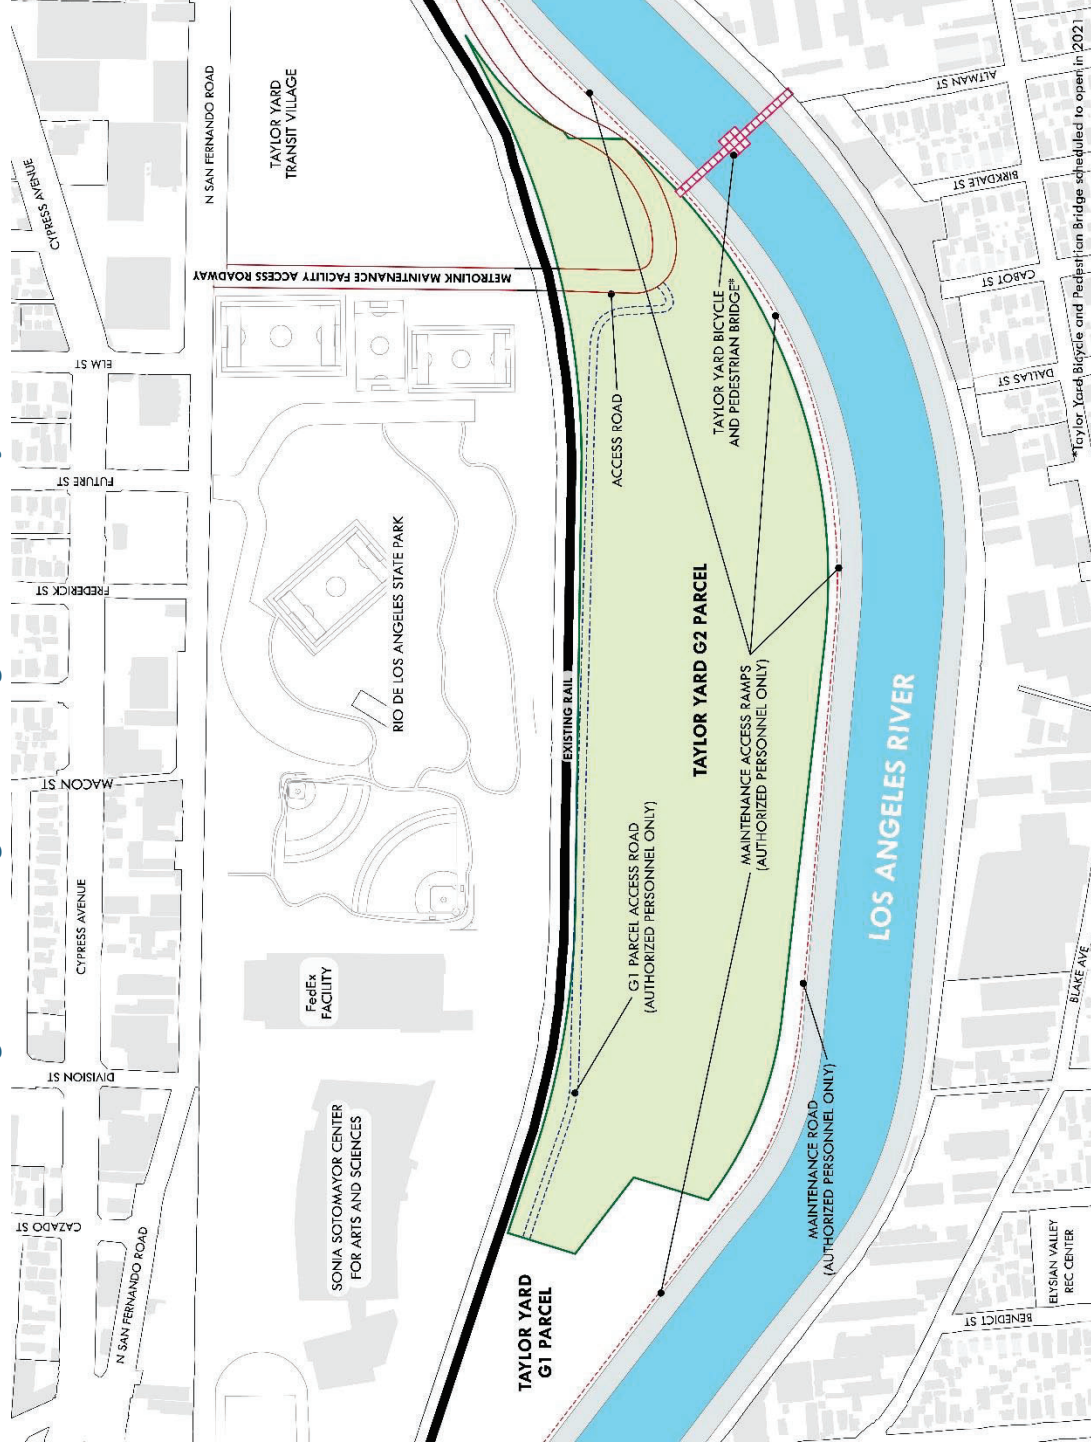 CYPRESS AVENUE
N SAN FERNANDO ROAD
TAYLOR YARD
TRANSIT VILLAGE
METROLINK MAINTENANCE FACILITY ACCESS ROADWAY
ELM ST
FUTURE ST
FREDERICK ST
MACON ST
CYPRESS AVENUE
DIVISION ST
CAZADO ST
N SAN FERNANDO ROAD
RIO DE LOS ANGELES STATE PARK
FedEx
FACILITY
SONIA SOTOMAYOR CENTER
FOR ARTS AND SCIENCES
EXISTING RAIL
ACCESS ROAD
TAYLOR YARD BICYCLE
AND PEDESTRIAN BRIDGE*
TAYLOR YARD G2 PARCEL
MAINTENANCE ACCESS RAMPS
(AUTHORIZED PERSONNEL ONLY)
G1 PARCEL ACCESS ROAD
(AUTHORIZED PERSONNEL ONLY)
TAYLOR YARD
G1 PARCEL
MAINTENANCE ROAD
(AUTHORIZED PERSONNEL ONLY)
LOS ANGELES RIVER
ALTMAN ST
BIRKDALE ST
CABOT ST
DALLAS ST
BLAKE AVE
ELYSIAN VALLEY
REC CENTER
BENEDICT ST
*Taylor Yard Bicycle and Pedestrian Bridge scheduled to open in 2021